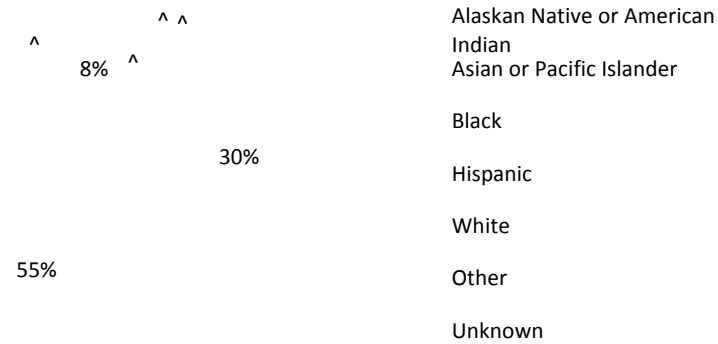 ^ ^
^
8% ^
30%
55%
Alaskan Native or American
Indian
Asian or Pacific Islander
Black
Hispanic
White
Other
Unknown